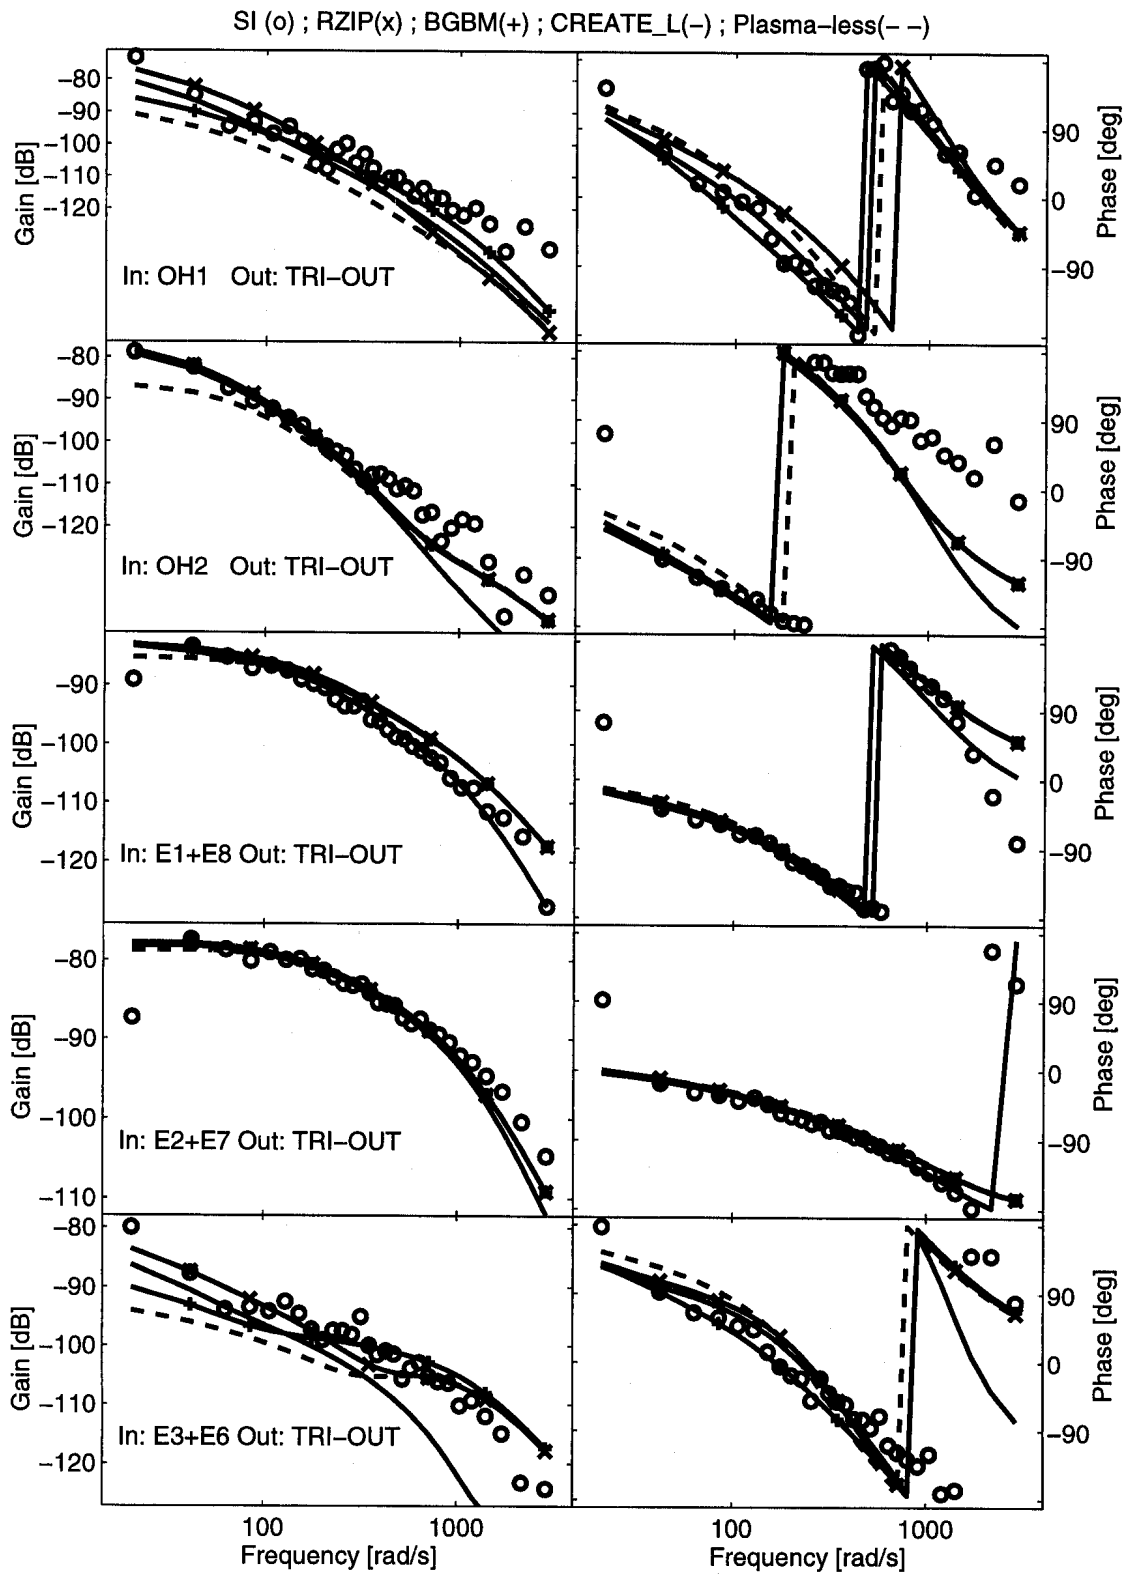 SI (o) ; RZIP(x) ; BGBM(+) ; CREATE_L(−) ; Plasma−less(− −)
−80
−90
−100
−110
−120
Gain [dB]
In: OH1 Out: TRI−OUT
90
0
−90
Phase [deg]
−80
−90
−100
−110
−120
Gain [dB]
In: OH2 Out: TRI−OUT
90
0
−90
Phase [deg]
−90
−100
−110
−120
Gain [dB]
In: E1+E8 Out: TRI−OUT
90
0
−90
Phase [deg]
−80
−90
−100
−110
Gain [dB]
In: E2+E7 Out: TRI−OUT
90
0
−90
Phase [deg]
−80
−90
−100
−110
−120
Gain [dB]
In: E3+E6 Out: TRI−OUT
90
0
−90
Phase [deg]
100 1000
Frequency [rad/s]
100 1000
Frequency [rad/s]